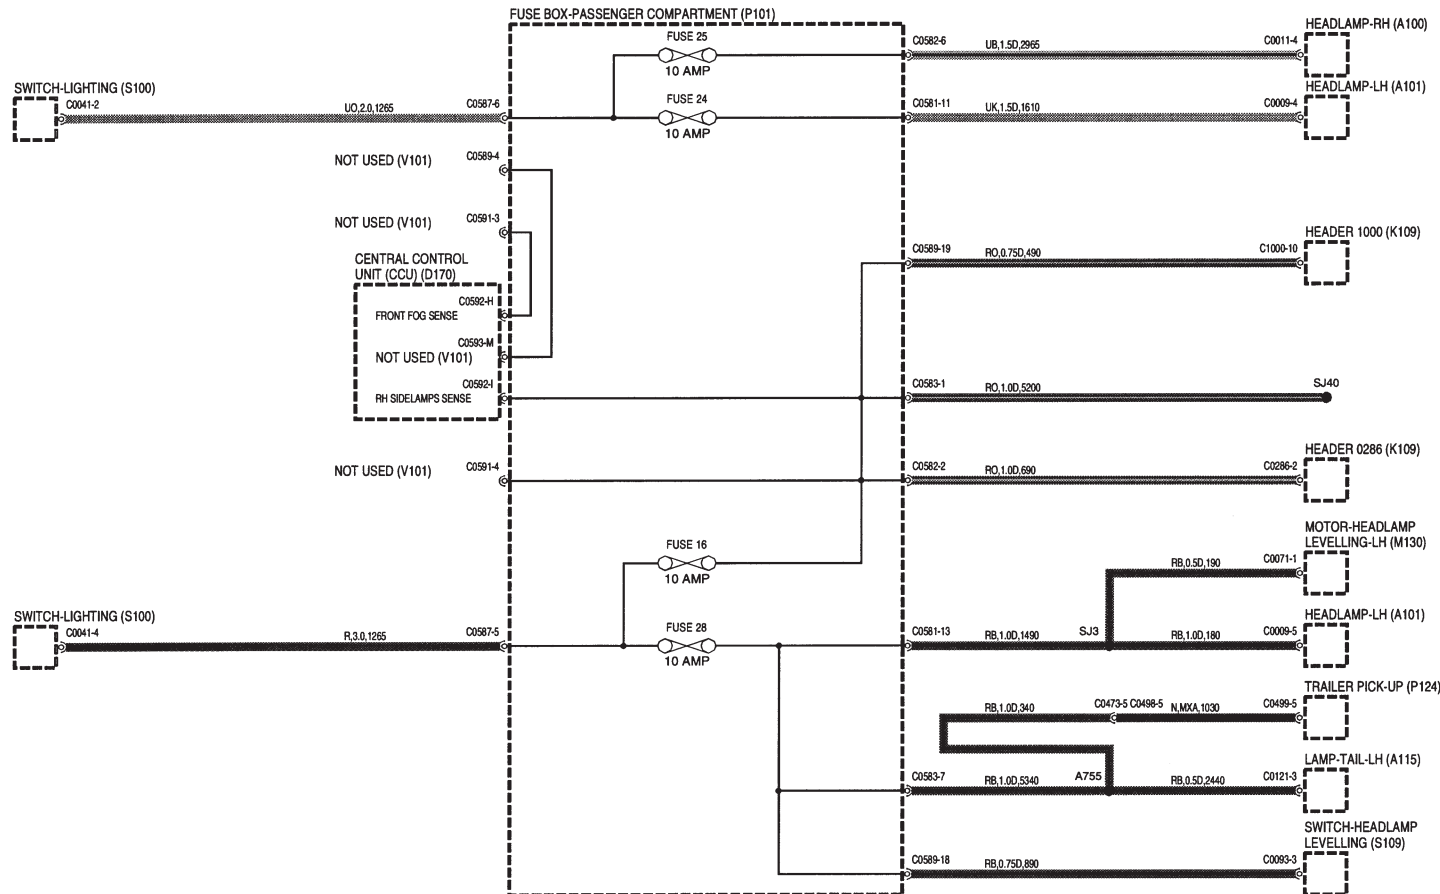 FUSE BOX-PASSENGER COMPARTMENT (P101)
HEADLAMP-RH (A100)
FUSE 25
10 AMP
C0582-6
UB,1.5D,2965
C0011-4
SWITCH-LIGHTING (S100)
C0041-2
UO,2.0,1265
C0587-6
FUSE 24
10 AMP
C0581-11
UK,1.5D,1610
C0009-4
HEADLAMP-LH (A101)
NOT USED (V101)
C0589-4
NOT USED (V101)
C0591-3
C0589-19
RO,0.75D,490
C1000-10
HEADER 1000 (K109)
CENTRAL CONTROL
UNIT (CCU) (D170)
C0592-H
FRONT FOG SENSE
C0593-M
NOT USED (V101)
C0592-I
RH SIDELAMPS SENSE
C0583-1
RO,1.0D,5200
SJ40
NOT USED (V101)
C0591-4
C0582-2
RO,1.0D,690
C0286-2
HEADER 0286 (K109)
FUSE 16
10 AMP
MOTOR-HEADLAMP
LEVELLING-LH (M130)
RB,0.5D,190
C0071-1
SWITCH-LIGHTING (S100)
C0041-4
R,3.0,1265
C0587-5
FUSE 28
10 AMP
C0581-13
RB,1.0D,1490
SJ3
RB,1.0D,180
C0009-5
HEADLAMP-LH (A101)
TRAILER PICK-UP (P124)
RB,1.0D,340
C0473-5 C0498-5
N,MXA,1030
C0499-5
LAMP-TAIL-LH (A115)
C0583-7
RB,1.0D,5340
A755
RB,0.5D,2440
C0121-3
SWITCH-HEADLAMP
LEVELLING (S109)
C0589-18
RB,0.75D,890
C0093-3